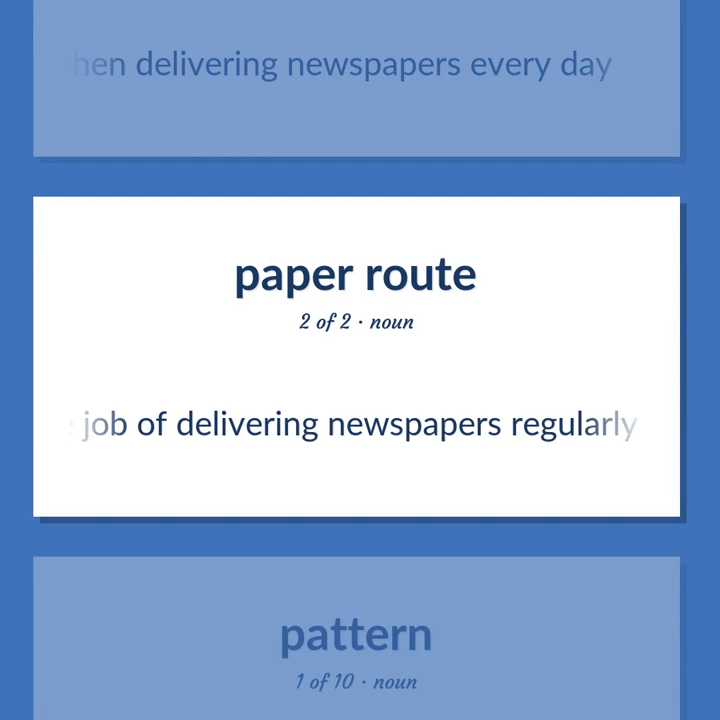 delivering newspapers every day
paper route
2 of 2 · noun
job of delivering newspapers regularly
pattern
1 of 10 · noun